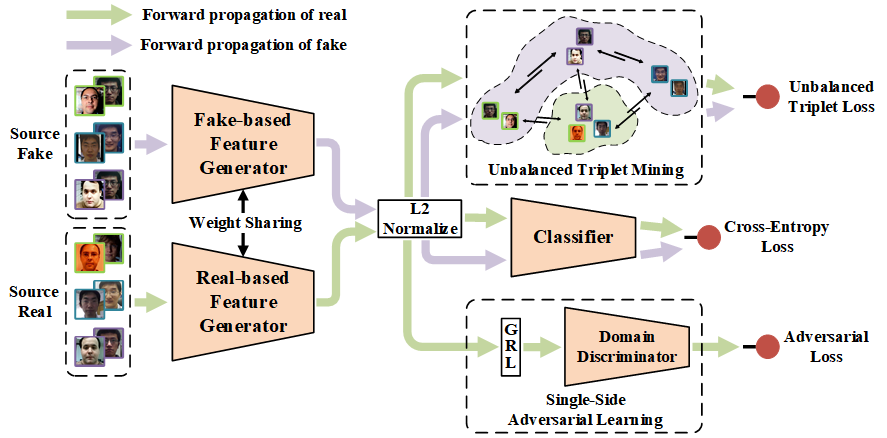 Forward propagation of real
Forward propagation of fake
Source
Fake
Fake-based
Feature
Generator
Weight Sharing
Source
Real
Real-based
Feature
Generator
L2
Normalize
Unbalanced Triplet Mining
Unbalanced
Triplet Loss
Classifier
Cross-Entropy
Loss
G
R
L
Domain
Discriminator
Single-Side
Adversarial Learning
Adversarial
Loss